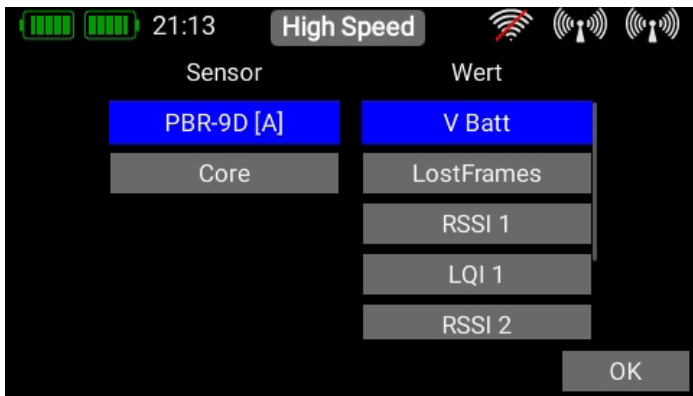 21:13 High Speed
Sensor Wert
PBR-9D [A] V Batt
Core LostFrames
RSSI 1
LQI 1
RSSI 2
OK